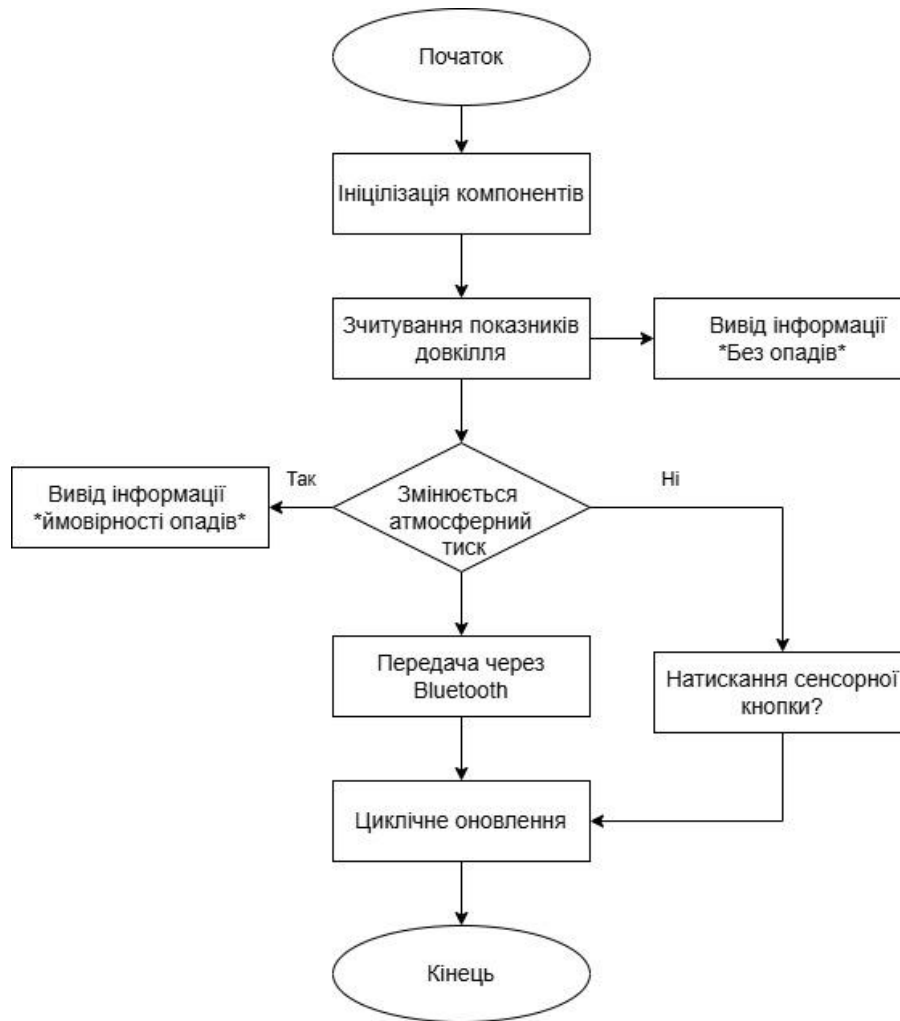 Початок
Ініцілізація компонентів
Зчитування показників
довкілля
Вивід інформації
*Без опадів*
Так
Ні
Вивід інформації
*ймовірності опадів*
Змінюється
атмосферний
тиск
Передача через
Bluetooth
Натискання сенсорної
кнопки?
Циклічне оновлення
Кінець